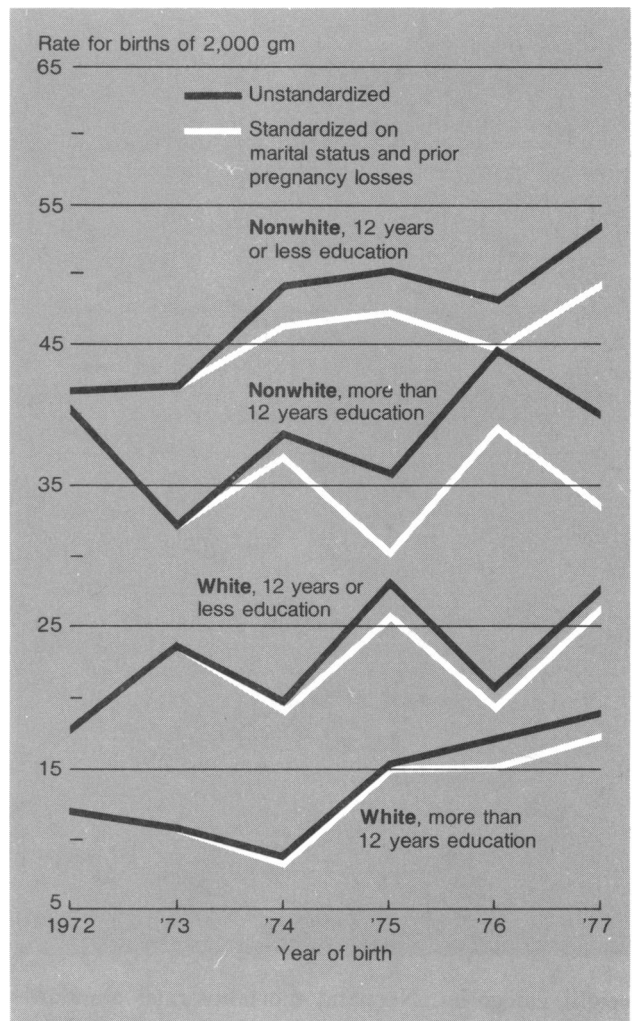 Rate for births of 2,000 gm
65
Unstandardized
Standardized on
marital status and prior
pregnancy losses
55
Nonwhite, 12 years
or less education
45
Nonwhite, more than
12 years education
35
White, 12 years or
less education
25
15
White, more than
12 years education
5
1972 '73 '74 '75 '76 '77
Year of birth